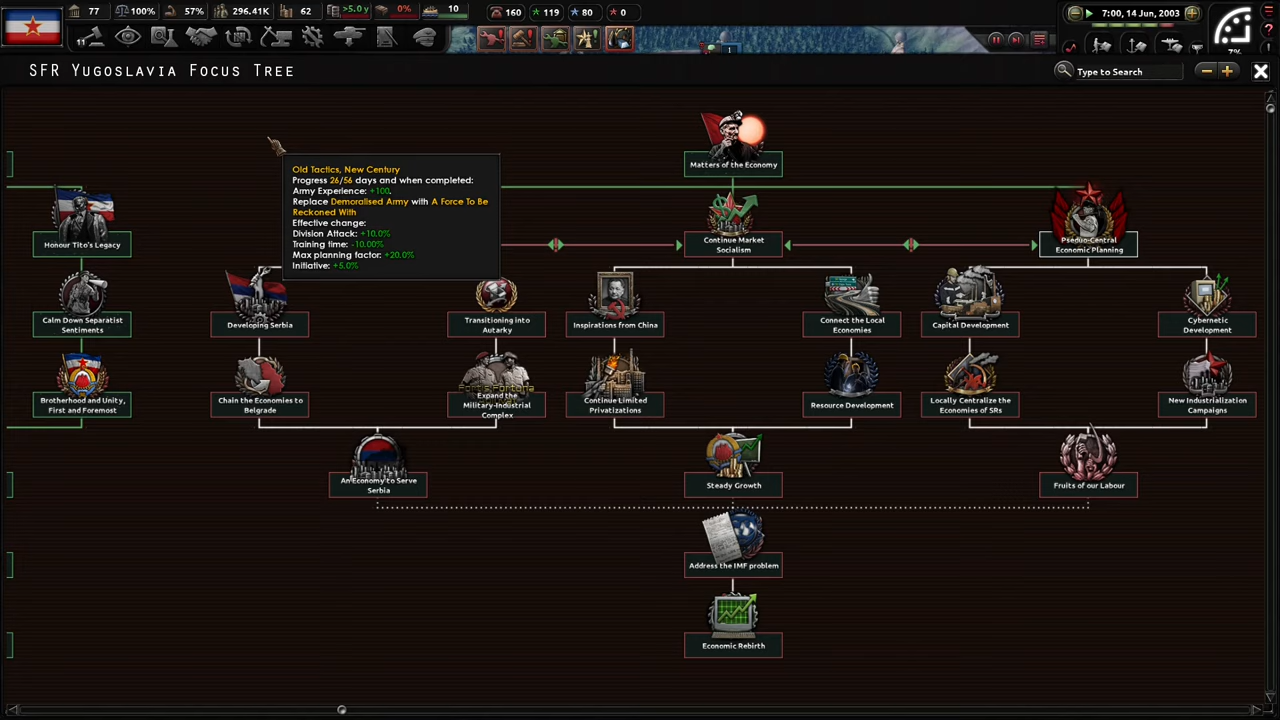 77 100% 57% 296.41K 62 >5.0 y 0% 10 160 119 80 0 7:00, 14 Jun, 2003
1
7%
SFR Yugoslavia Focus Tree
Type to Search
Matters of the Economy
Old Tactics, New Century
Progress 26/56 days and when completed:
Army Experience: +100.
Replace Demoralised Army with A Force To Be
Reckoned With
Effective change:
Division Attack: +10.0%
Training time: -10.00%
Max planning factor: +20.0%
Initiative: +5.0%
Honour Tito's Legacy
Continue Market
Socialism
Pseduo-Central
Economic Planning
Calm Down Separatist
Sentiments
Developing Serbia
Transitioning into
Autarky
Inspirations from China
Connect the Local
Economies
Capital Development
Cybernetic
Development
Brotherhood and Unity,
First and Foremost
Chain the Economies to
Belgrade
Expand the
Military-Industrial
Complex
Continue Limited
Privatizations
Resource Development
Locally Centralize the
Economies of SRs
New Industrialization
Campaigns
An Economy to Serve
Serbia
Steady Growth
Fruits of our Labour
Address the IMF problem
Economic Rebirth